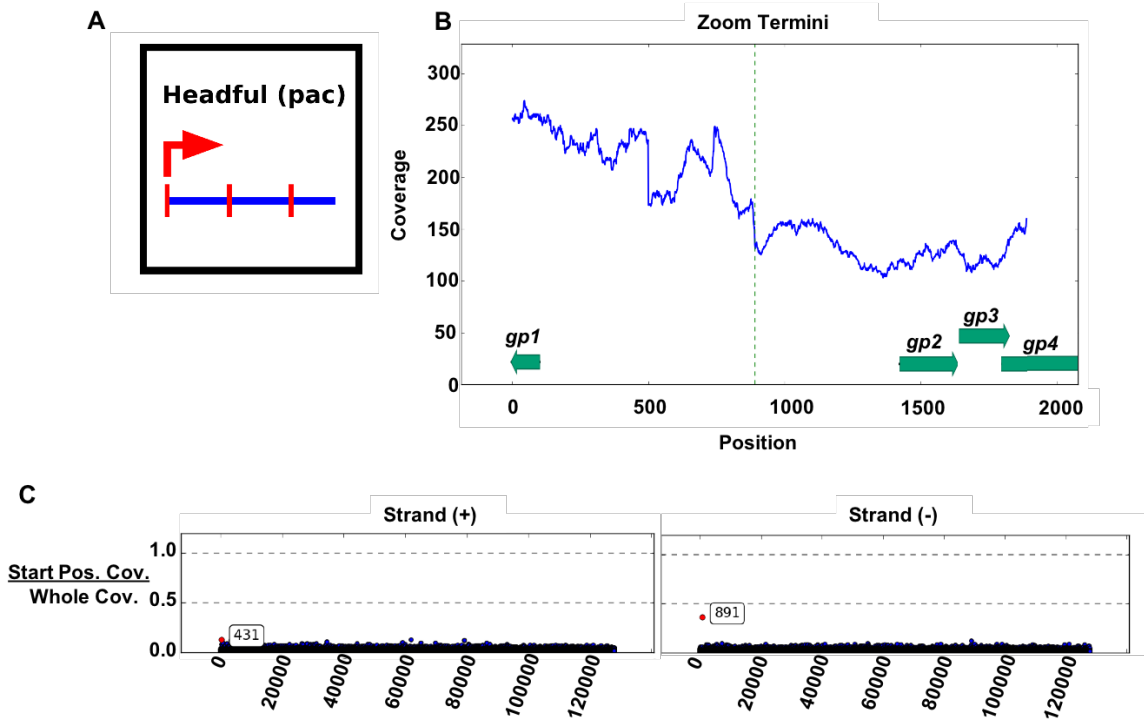 A
Headful (pac)
B
Zoom Termini
Coverage
300
250
200
150
100
50
0
gp1
gp2
gp3
gp4
0 500 1000 1500 2000
Position
C
Strand (+)
Strand (-)
Start Pos. Cov.
Whole Cov.
1.0
0.5
0.0
431
891
0 20000 40000 60000 80000 100000 120000
0 20000 40000 60000 80000 100000 120000